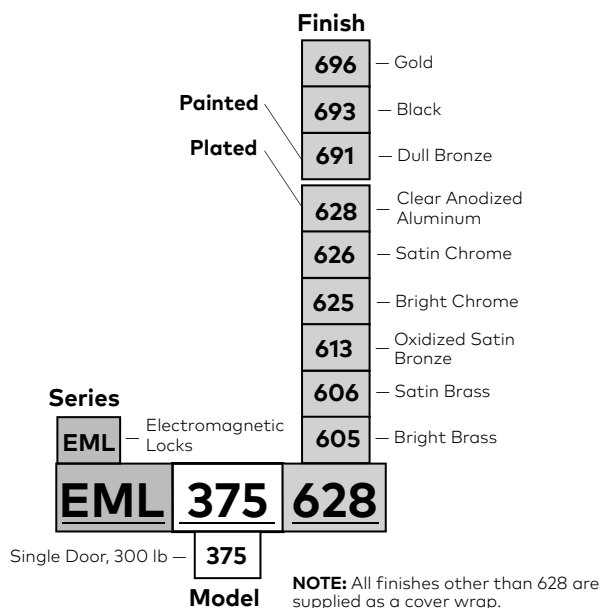 Finish
696 — Gold
Painted
693 — Black
Plated
691 — Dull Bronze
628 — Clear Anodized
Aluminum
626 — Satin Chrome
625 — Bright Chrome
613 — Oxidized Satin
Bronze
606 — Satin Brass
605 — Bright Brass
Series
EML — Electromagnetic
Locks
EML 375 628
Single Door, 300 lb — 375
Model
NOTE: All finishes other than 628 are
supplied as a cover wrap.